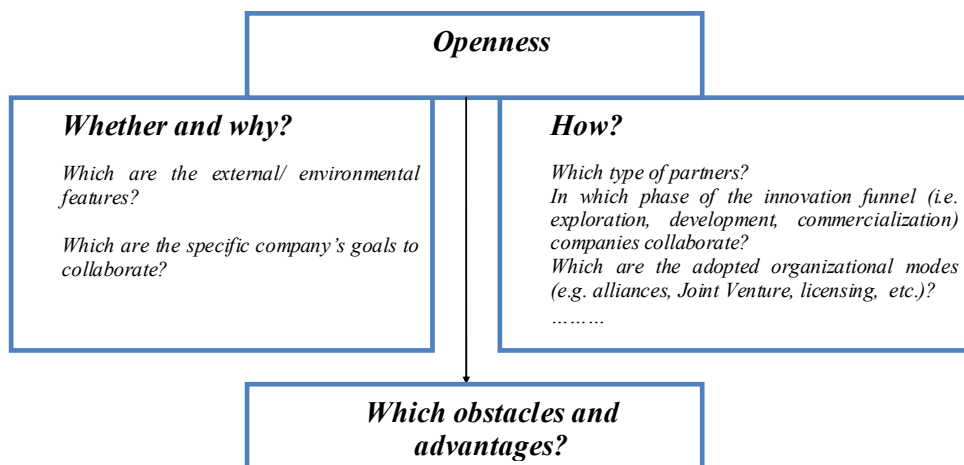 Openness
Whether and why?
Which are the external/ environmental
features?
Which are the specific company's goals to
collaborate?
How?
Which type of partners?
In which phase of the innovation funnel (i.e.
exploration, development, commercialization)
companies collaborate?
Which are the adopted organizational modes
(e.g. alliances, Joint Venture, licensing, etc.)?
………
Which obstacles and
advantages?